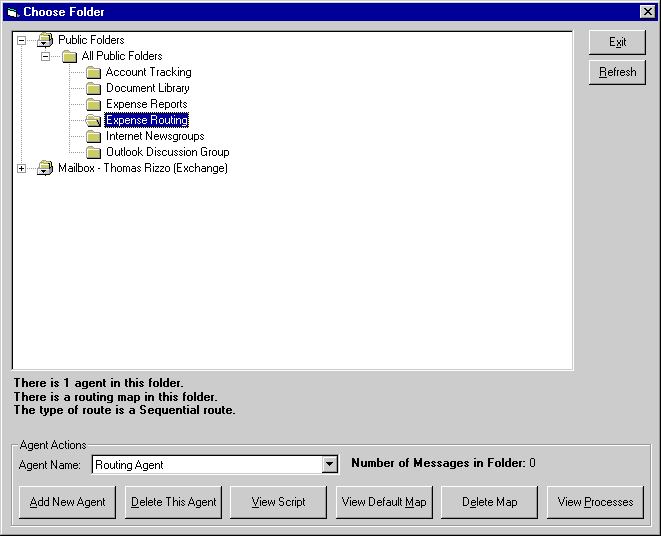 Choose Folder
Public Folders
All Public Folders
Account Tracking
Document Library
Expense Reports
Expense Routing
Internet Newsgroups
Outlook Discussion Group
Mailbox - Thomas Rizzo (Exchange)
Exit
Refresh
There is 1 agent in this folder.
There is a routing map in this folder.
The type of route is a Sequential route.
Agent Actions
Agent Name: Routing Agent Number of Messages in Folder: 0
Add New Agent Delete This Agent View Script View Default Map Delete Map View Processes